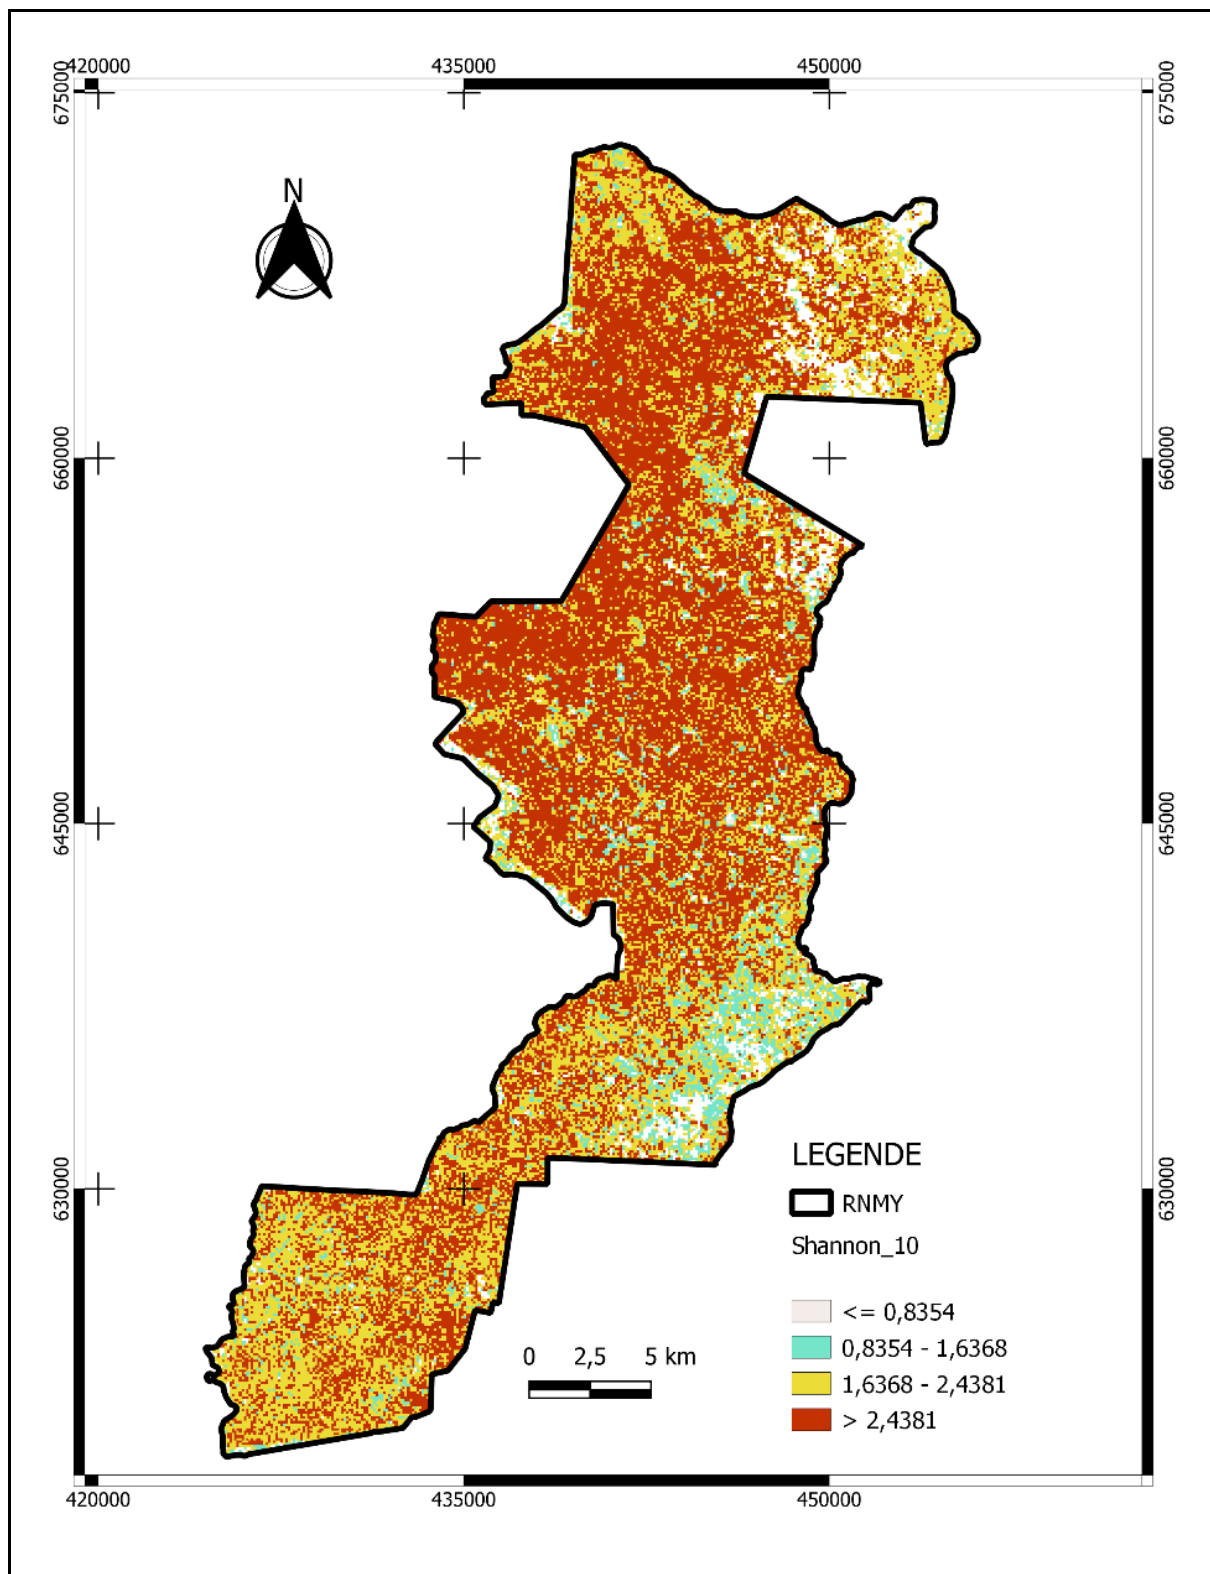 420000 435000 450000
675000 675000
N
660000 660000
645000 645000
630000 630000
LEGENDE
RNMY
Shannon_10
<= 0,8354
0,8354 - 1,6368
1,6368 - 2,4381
> 2,4381
0 2,5 5 km
420000 435000 450000